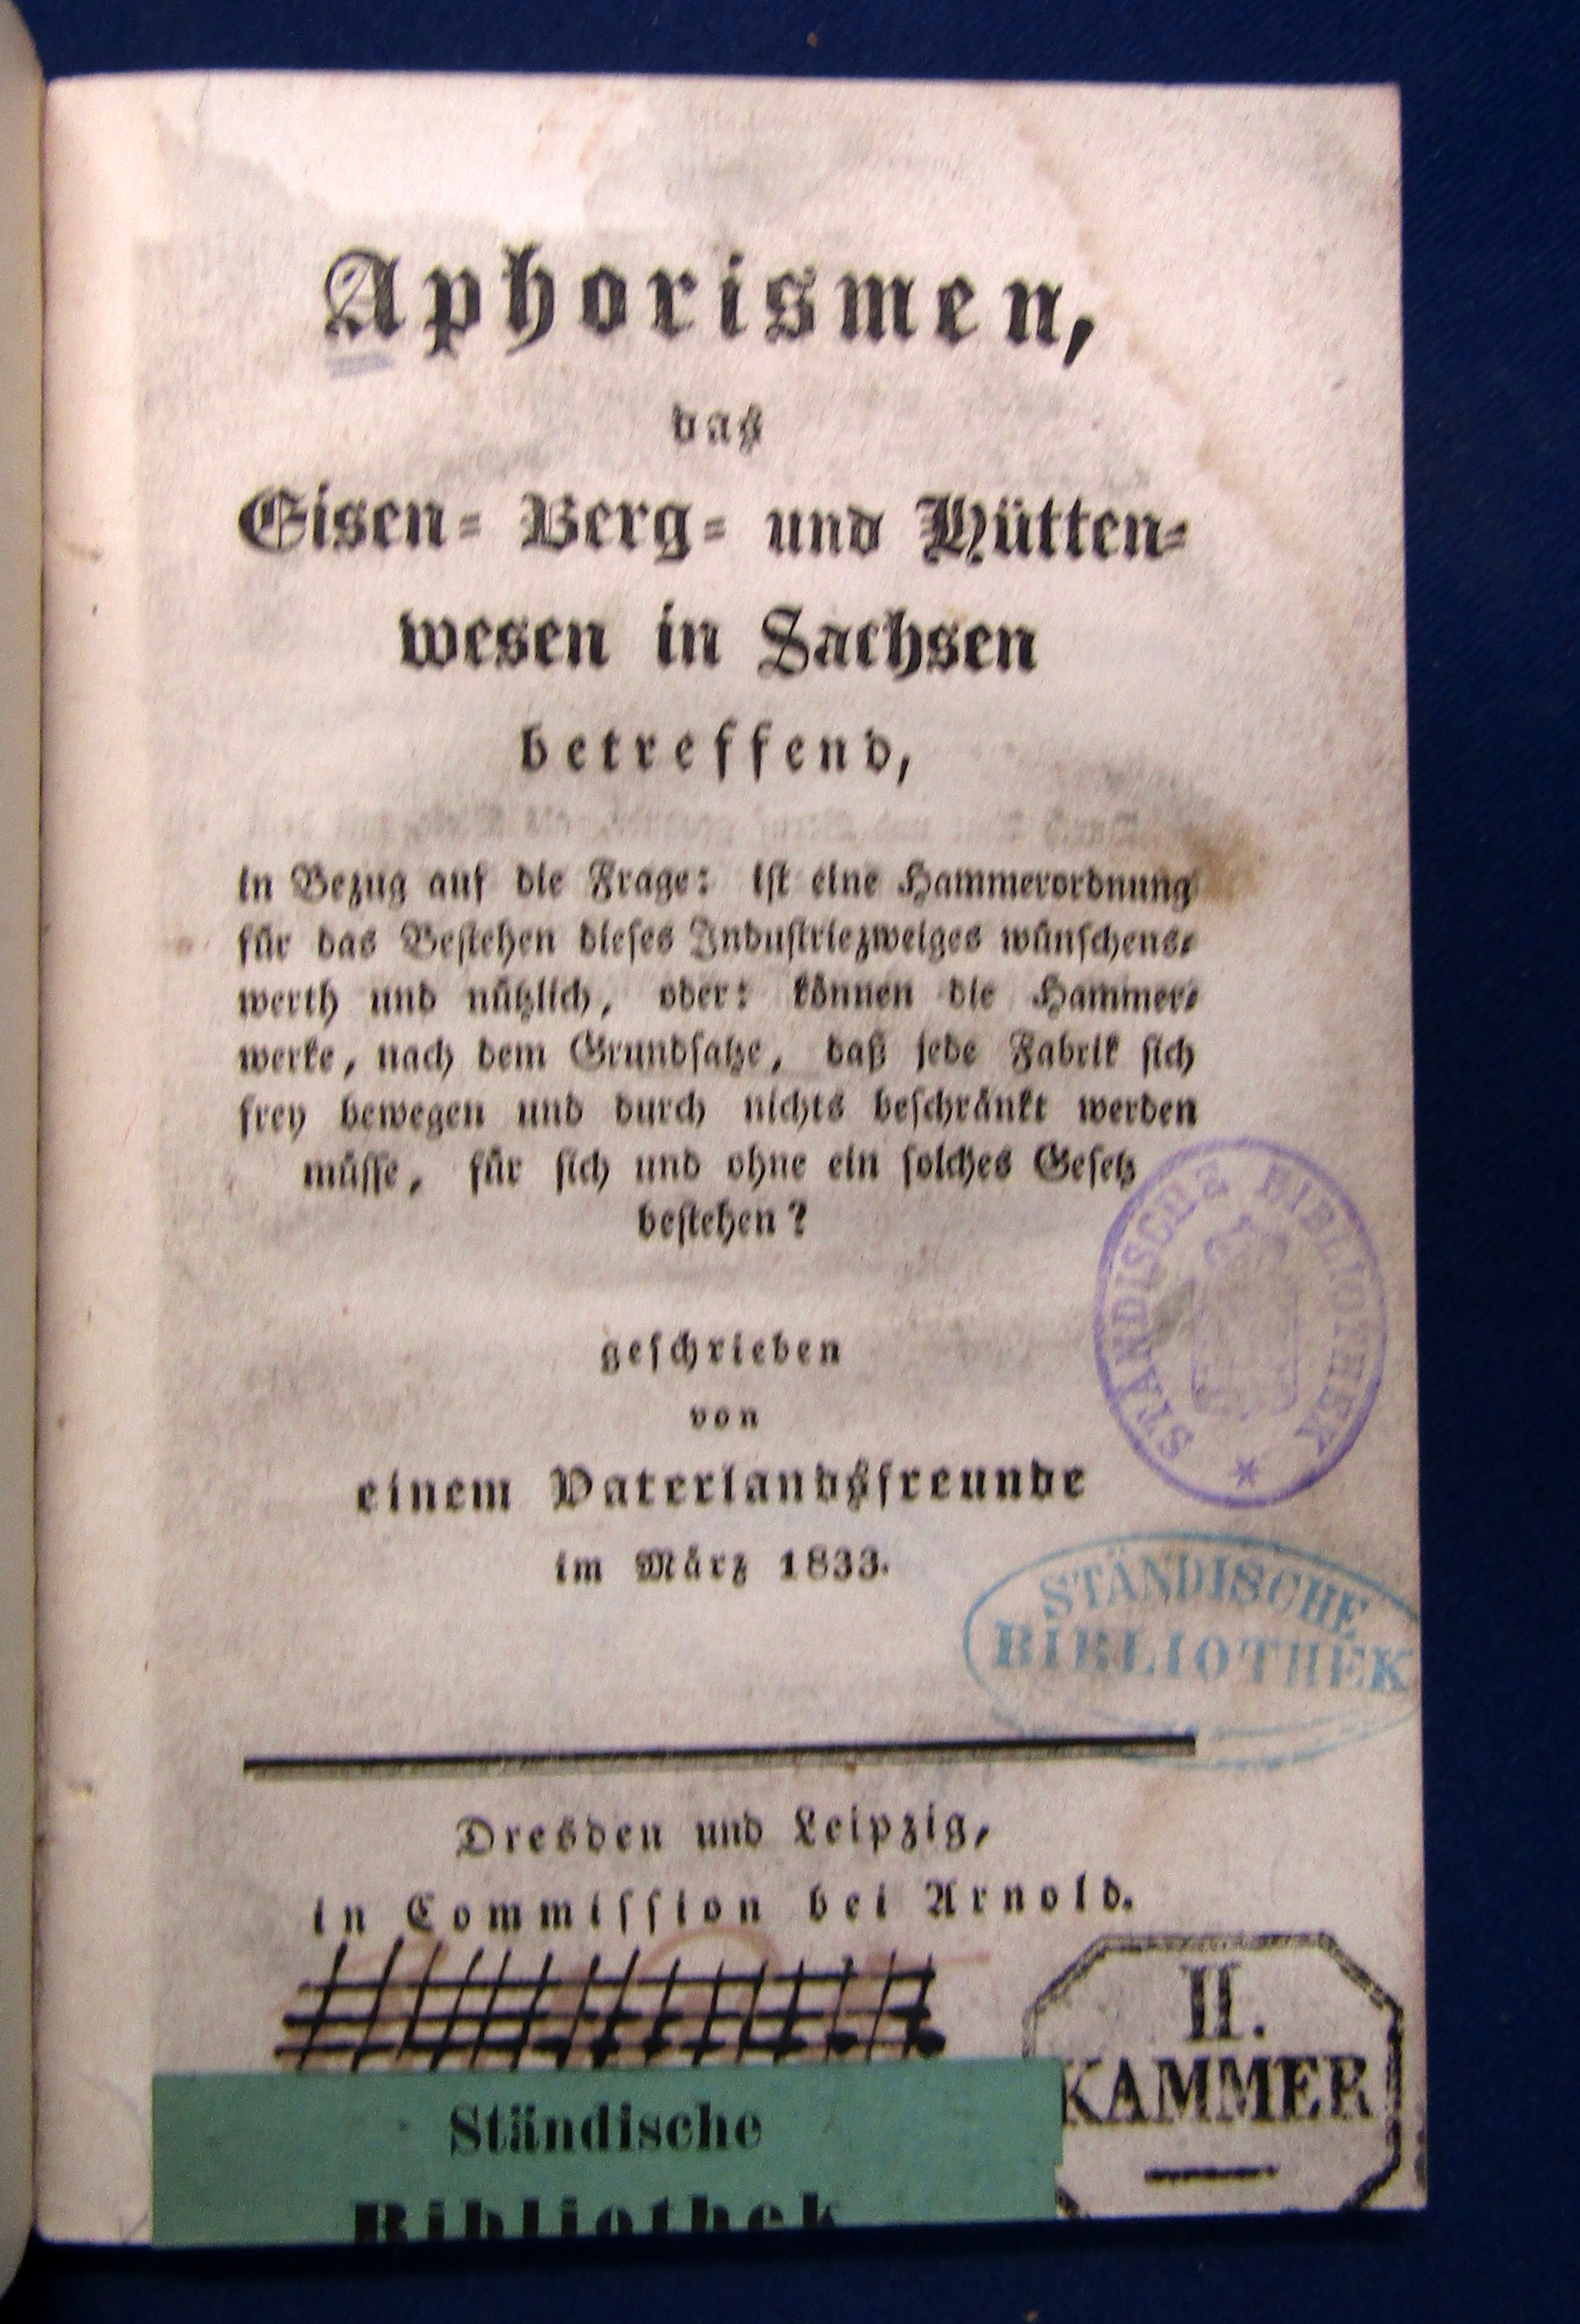 Aphorismen,
das
Eisen- Berg- und Hütten-
wesen in Sachsen
betreffend,
in Bezug auf die Frage: ist eine Hammerordnung
für das Bestehen dieses Industriezweiges wünschens-
werth und nützlich, oder: können die Hammer-
werke, nach dem Grundsatze, daß jede Fabrik sich
frey bewegen und durch nichts beschränkt werden
müsse, für sich und ohne ein solches Gesetz
bestehen?
geschrieben
von
einem Vaterlandsfreunde
im März 1833.
STÄNDISCHE BIBLIOTHEK *
STÄNDISCHE
BIBLIOTHEK
Dresden und Leipzig,
in Commission bei Arnold.
II.
KAMMER
Ständische
Bibliothek